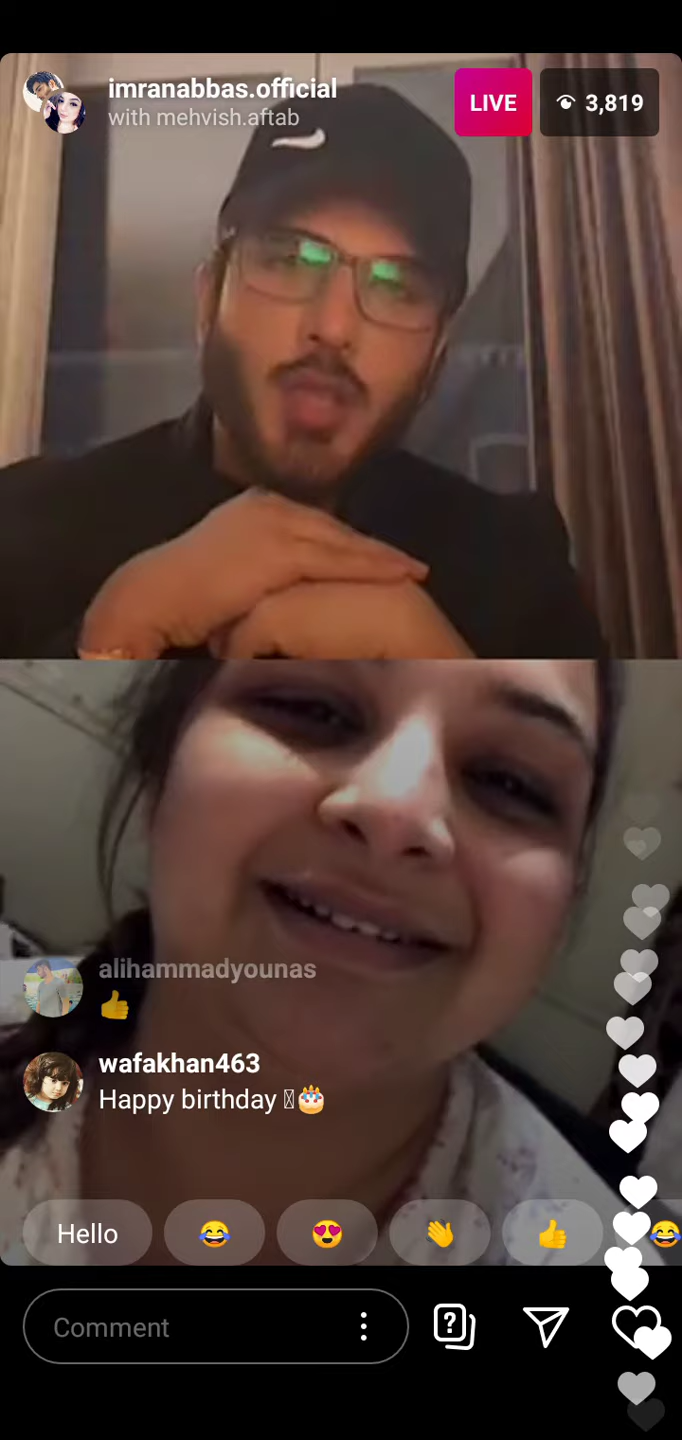 imranabbas.official
with mehvish.aftab
LIVE
3,819
alihammadyounas
👍
wafakhan463
Happy birthday 🎂
Hello 😂 😍 👋 👍 😂
Comment
?